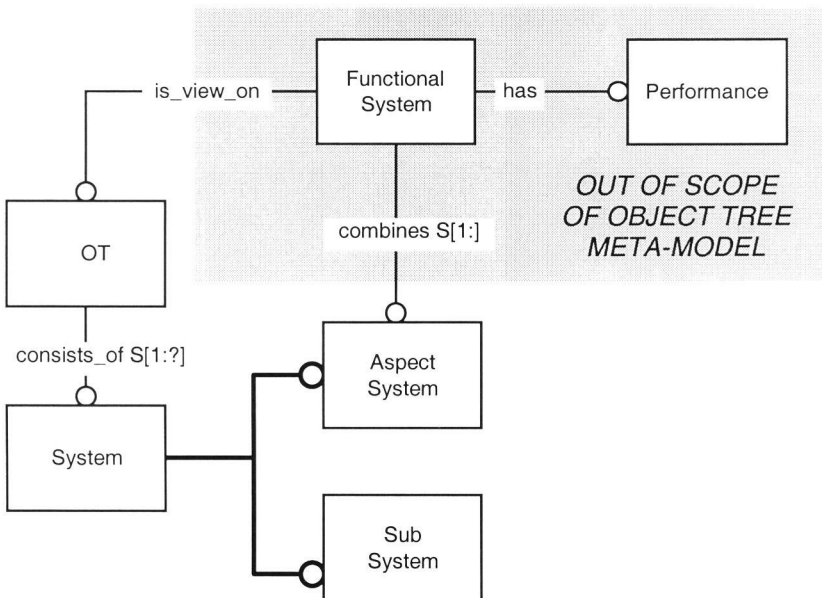 is_view_on
Functional
System
has
Performance
OUT OF SCOPE
OF OBJECT TREE
META-MODEL
combines S[1:]
OT
consists_of S[1:?]
Aspect
System
System
Sub
System